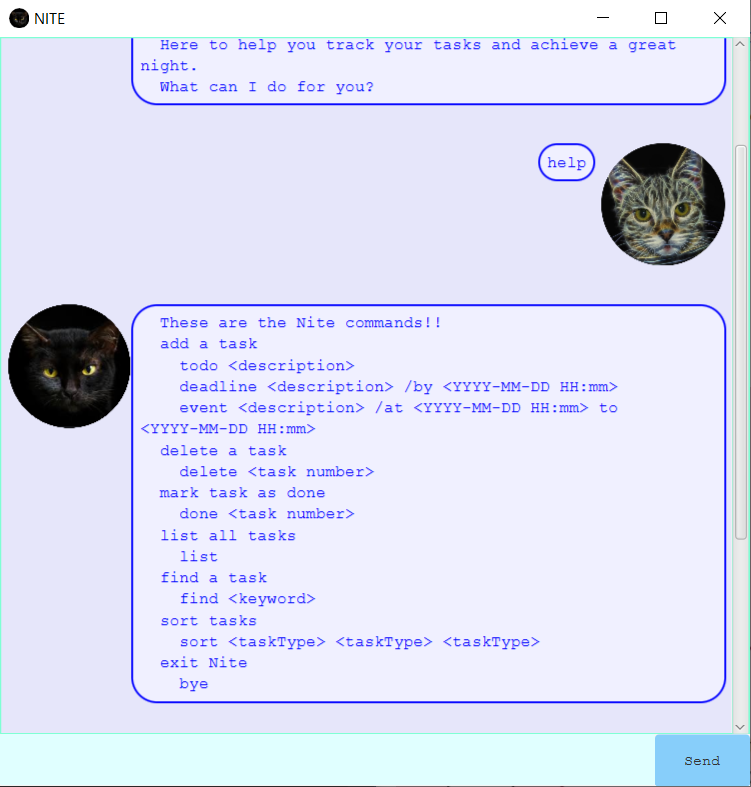 NITE
Here to help you track your tasks and achieve a great
night.
What can I do for you?
help
These are the Nite commands!!
add a task
todo <description>
deadline <description> /by <YYYY-MM-DD HH:mm>
event <description> /at <YYYY-MM-DD HH:mm> to
<YYYY-MM-DD HH:mm>
delete a task
delete <task number>
mark task as done
done <task number>
list all tasks
list
find a task
find <keyword>
sort tasks
sort <taskType> <taskType> <taskType>
exit Nite
bye
Send